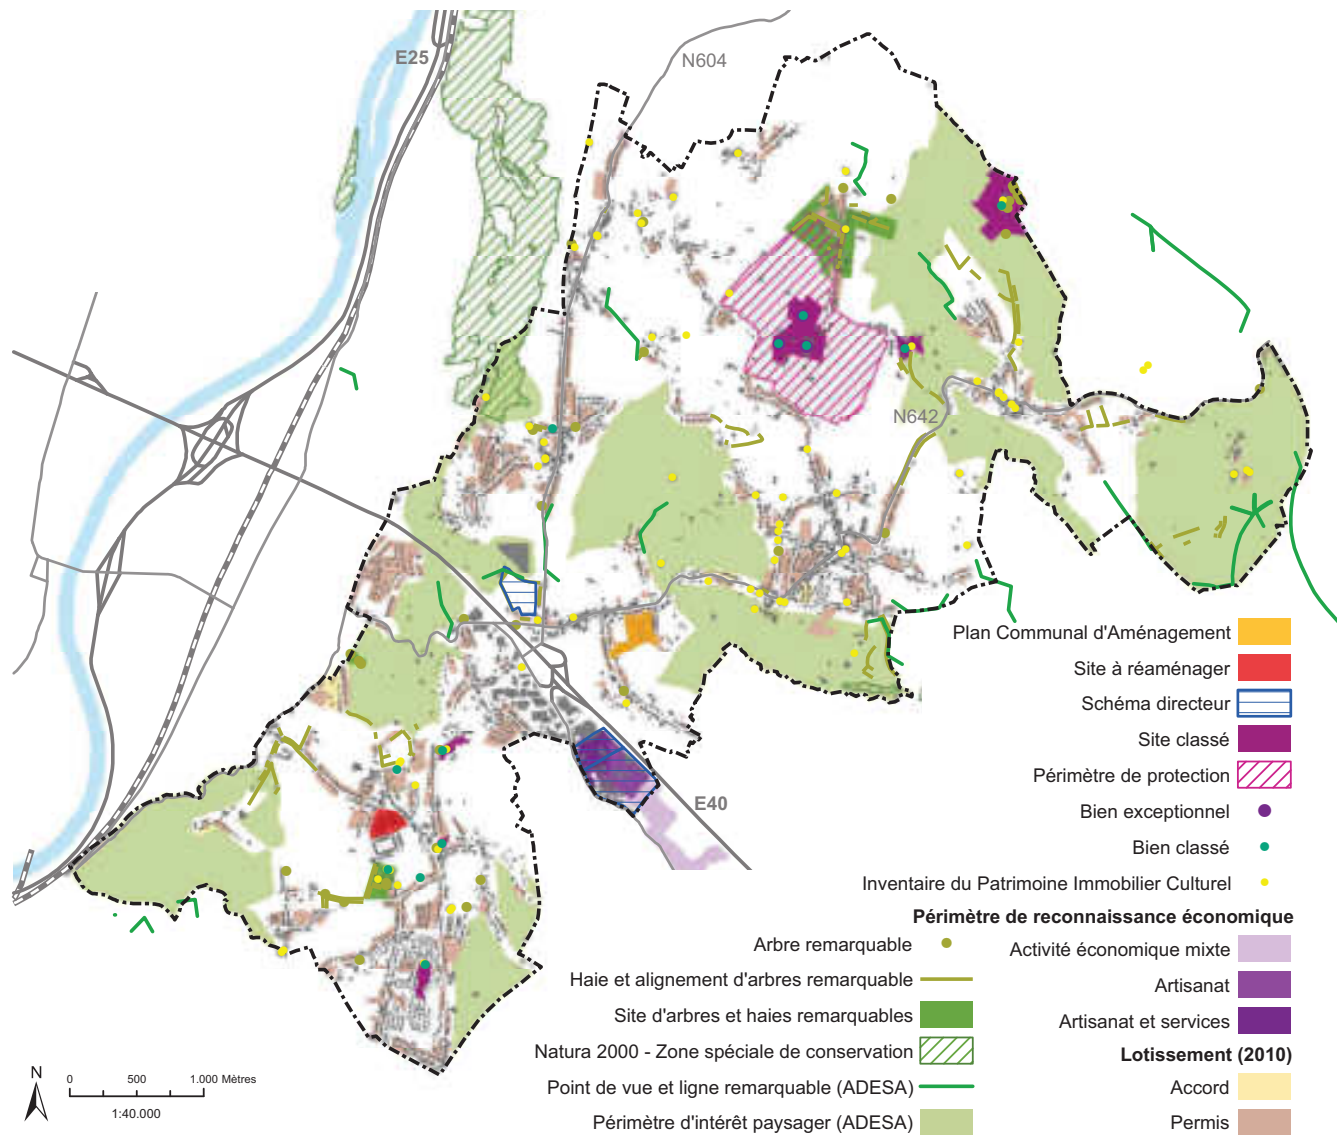 E25
N604
N642
E40
Plan Communal d'Aménagement
Site à réaménager
Schéma directeur
Site classé
Périmètre de protection
Bien exceptionnel
Bien classé
Inventaire du Patrimoine Immobilier Culturel
Périmètre de reconnaissance économique
Activité économique mixte
Artisanat
Artisanat et services
Lotissement (2010)
Accord
Permis
Arbre remarquable
Haie et alignement d'arbres remarquable
Site d'arbres et haies remarquables
Natura 2000 - Zone spéciale de conservation
Point de vue et ligne remarquable (ADESA)
Périmètre d'intérêt paysager (ADESA)
N
0 500 1.000 Mètres
1:40.000